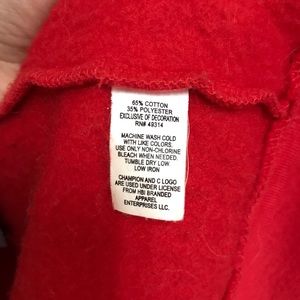 65% COTTON
35% POLYESTER
EXCLUSIVE OF DECORATION
RN# 49314
MACHINE WASH COLD
WITH LIKE COLORS.
USE ONLY NON-CHLORINE
BLEACH WHEN NEEDED.
TUMBLE DRY LOW
LOW IRON
CHAMPION AND C LOGO
ARE USED UNDER LICENSE
FROM HBI BRANDED
APPAREL
ENTERPRISES LLC.